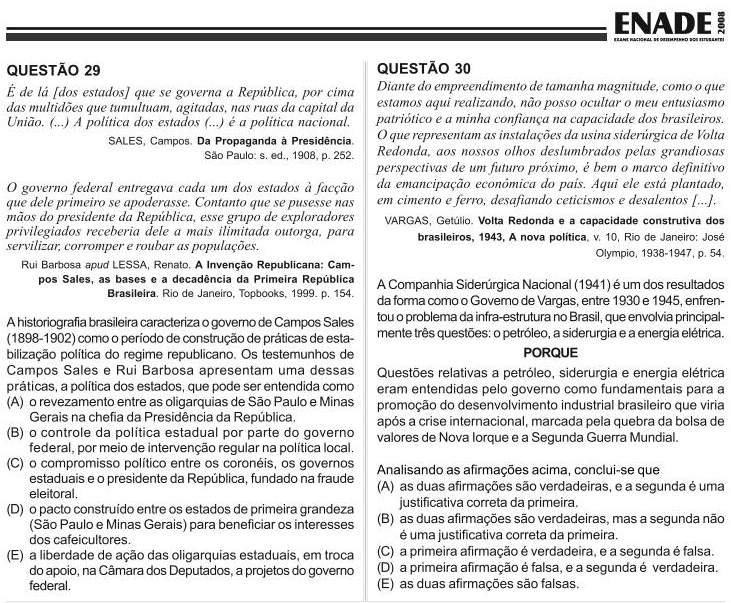 ENADE 2008
EXAME NACIONAL DE DESEMPENHO DOS ESTUDANTES
QUESTÃO 29
É de lá [dos estados] que se governa a República, por cima
das multidões que tumultuam, agitadas, nas ruas da capital da
União. (...) A política dos estados (...) é a política nacional.
SALES, Campos. Da Propaganda à Presidência.
São Paulo: s. ed., 1908, p. 252.
O governo federal entregava cada um dos estados à facção
que dele primeiro se apoderasse. Contanto que se pusesse nas
mãos do presidente da República, esse grupo de exploradores
privilegiados receberia dele a mais ilimitada outorga, para
servilizar, corromper e roubar as populações.
Rui Barbosa apud LESSA, Renato. A Invenção Republicana: Cam-
pos Sales, as bases e a decadência da Primeira República
Brasileira. Rio de Janeiro, Topbooks, 1999. p. 154.
A historiografia brasileira caracteriza o governo de Campos Sales
(1898-1902) como o período de construção de práticas de esta-
bilização política do regime republicano. Os testemunhos de
Campos Sales e Rui Barbosa apresentam uma dessas
práticas, a política dos estados, que pode ser entendida como
(A) o revezamento entre as oligarquias de São Paulo e Minas
Gerais na chefia da Presidência da República.
(B) o controle da política estadual por parte do governo
federal, por meio de intervenção regular na política local.
(C) o compromisso político entre os coronéis, os governos
estaduais e o presidente da República, fundado na fraude
eleitoral.
(D) o pacto construído entre os estados de primeira grandeza
(São Paulo e Minas Gerais) para beneficiar os interesses
dos cafeicultores.
(E) a liberdade de ação das oligarquias estaduais, em troca
do apoio, na Câmara dos Deputados, a projetos do governo
federal.
QUESTÃO 30
Diante do empreendimento de tamanha magnitude, como o que
estamos aqui realizando, não posso ocultar o meu entusiasmo
patriótico e a minha confiança na capacidade dos brasileiros.
O que representam as instalações da usina siderúrgica de Volta
Redonda, aos nossos olhos deslumbrados pelas grandiosas
perspectivas de um futuro próximo, é bem o marco definitivo
da emancipação econômica do país. Aqui ele está plantado,
em cimento e ferro, desafiando ceticismos e desalentos [...].
VARGAS, Getúlio. Volta Redonda e a capacidade construtiva dos
brasileiros, 1943, A nova política, v. 10, Rio de Janeiro: José
Olympio, 1938-1947, p. 54.
A Companhia Siderúrgica Nacional (1941) é um dos resultados
da forma como o Governo de Vargas, entre 1930 e 1945, enfren-
tou o problema da infra-estrutura no Brasil, que envolvia principal-
mente três questões: o petróleo, a siderurgia e a energia elétrica.
PORQUE
Questões relativas a petróleo, siderurgia e energia elétrica
eram entendidas pelo governo como fundamentais para a
promoção do desenvolvimento industrial brasileiro que viria
após a crise internacional, marcada pela quebra da bolsa de
valores de Nova Iorque e a Segunda Guerra Mundial.
Analisando as afirmações acima, conclui-se que
(A) as duas afirmações são verdadeiras, e a segunda é uma
justificativa correta da primeira.
(B) as duas afirmações são verdadeiras, mas a segunda não
é uma justificativa correta da primeira.
(C) a primeira afirmação é verdadeira, e a segunda é falsa.
(D) a primeira afirmação é falsa, e a segunda é verdadeira.
(E) as duas afirmações são falsas.